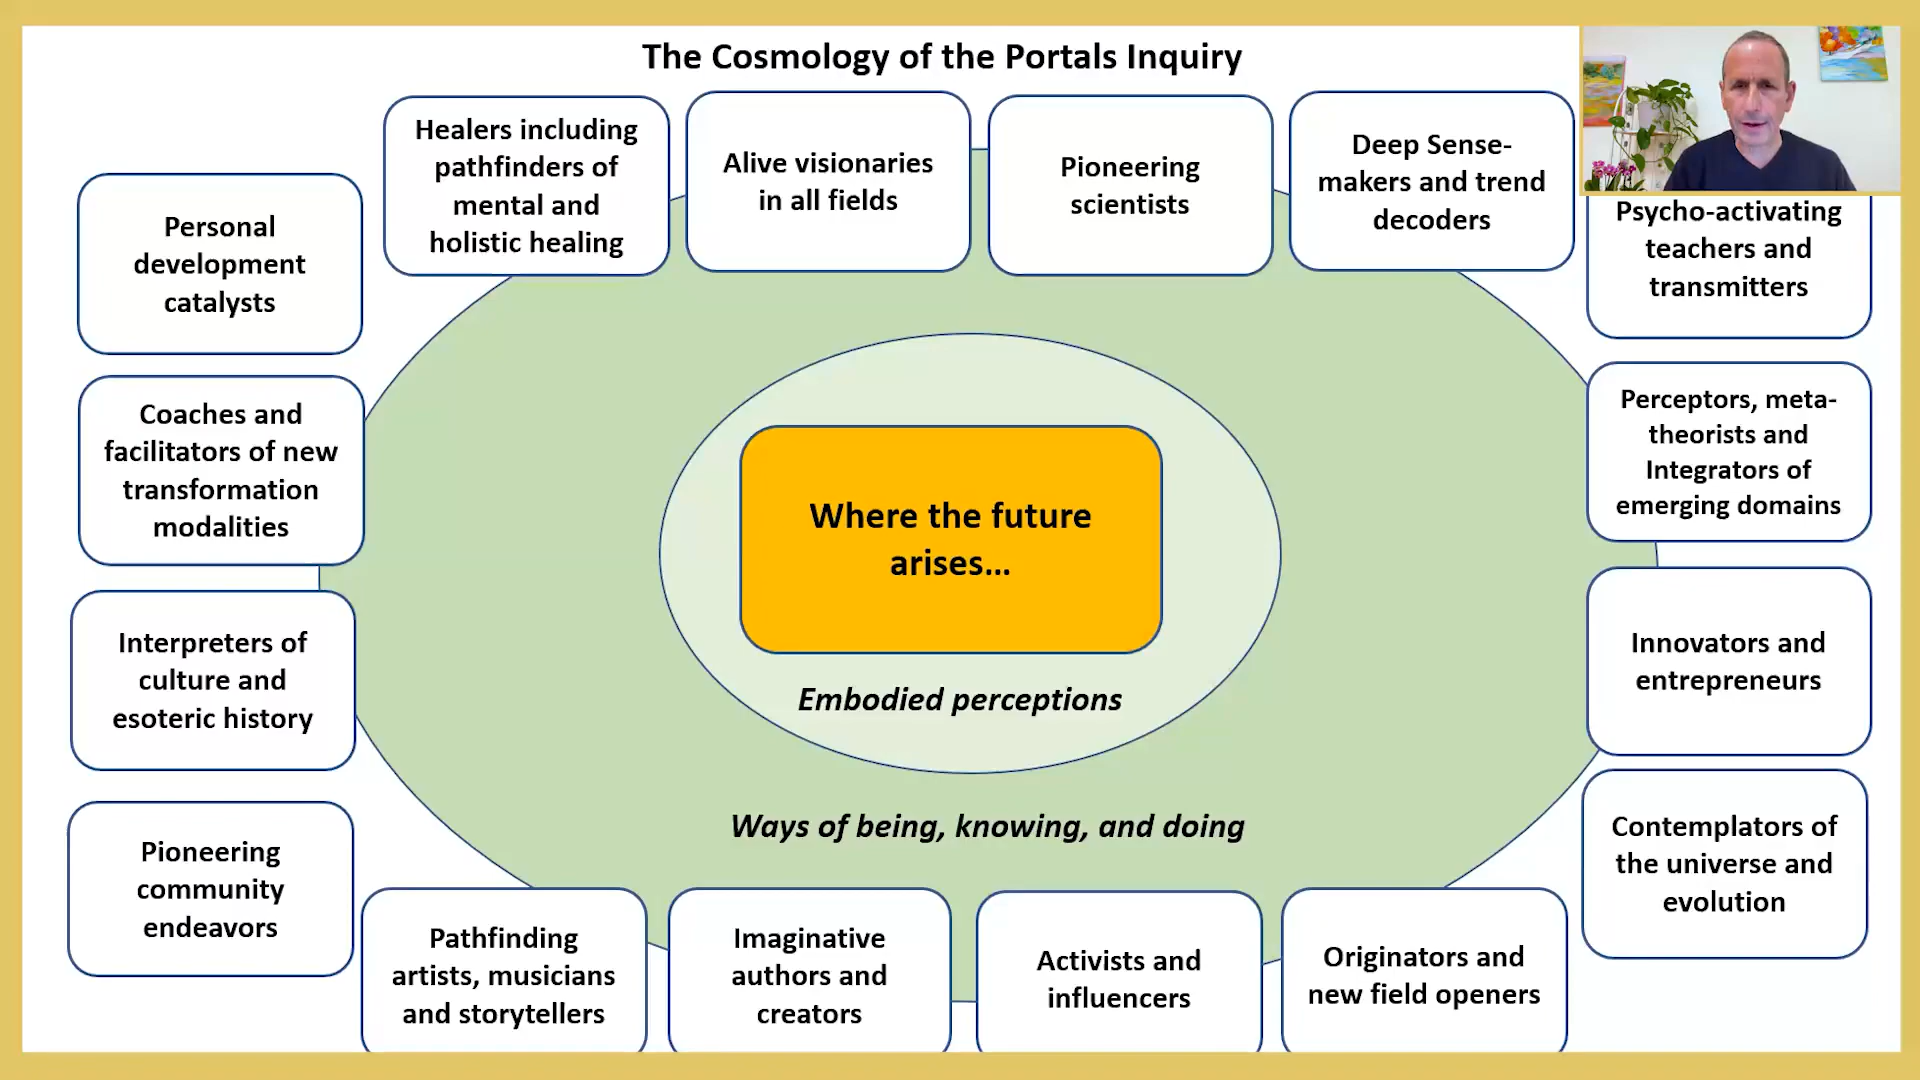 The Cosmology of the Portals Inquiry
Healers including
pathfinders of
mental and
holistic healing
Alive visionaries
in all fields
Pioneering
scientists
Deep Sense-
makers and trend
decoders
Psycho-activating
teachers and
transmitters
Personal
development
catalysts
Coaches and
facilitators of new
transformation
modalities
Perceptors, meta-
theorists and
Integrators of
emerging domains
Where the future
arises...
Embodied perceptions
Interpreters of
culture and
esoteric history
Innovators and
entrepreneurs
Ways of being, knowing, and doing
Pioneering
community
endeavors
Contemplators of
the universe and
evolution
Pathfinding
artists, musicians
and storytellers
Imaginative
authors and
creators
Activists and
influencers
Originators and
new field openers